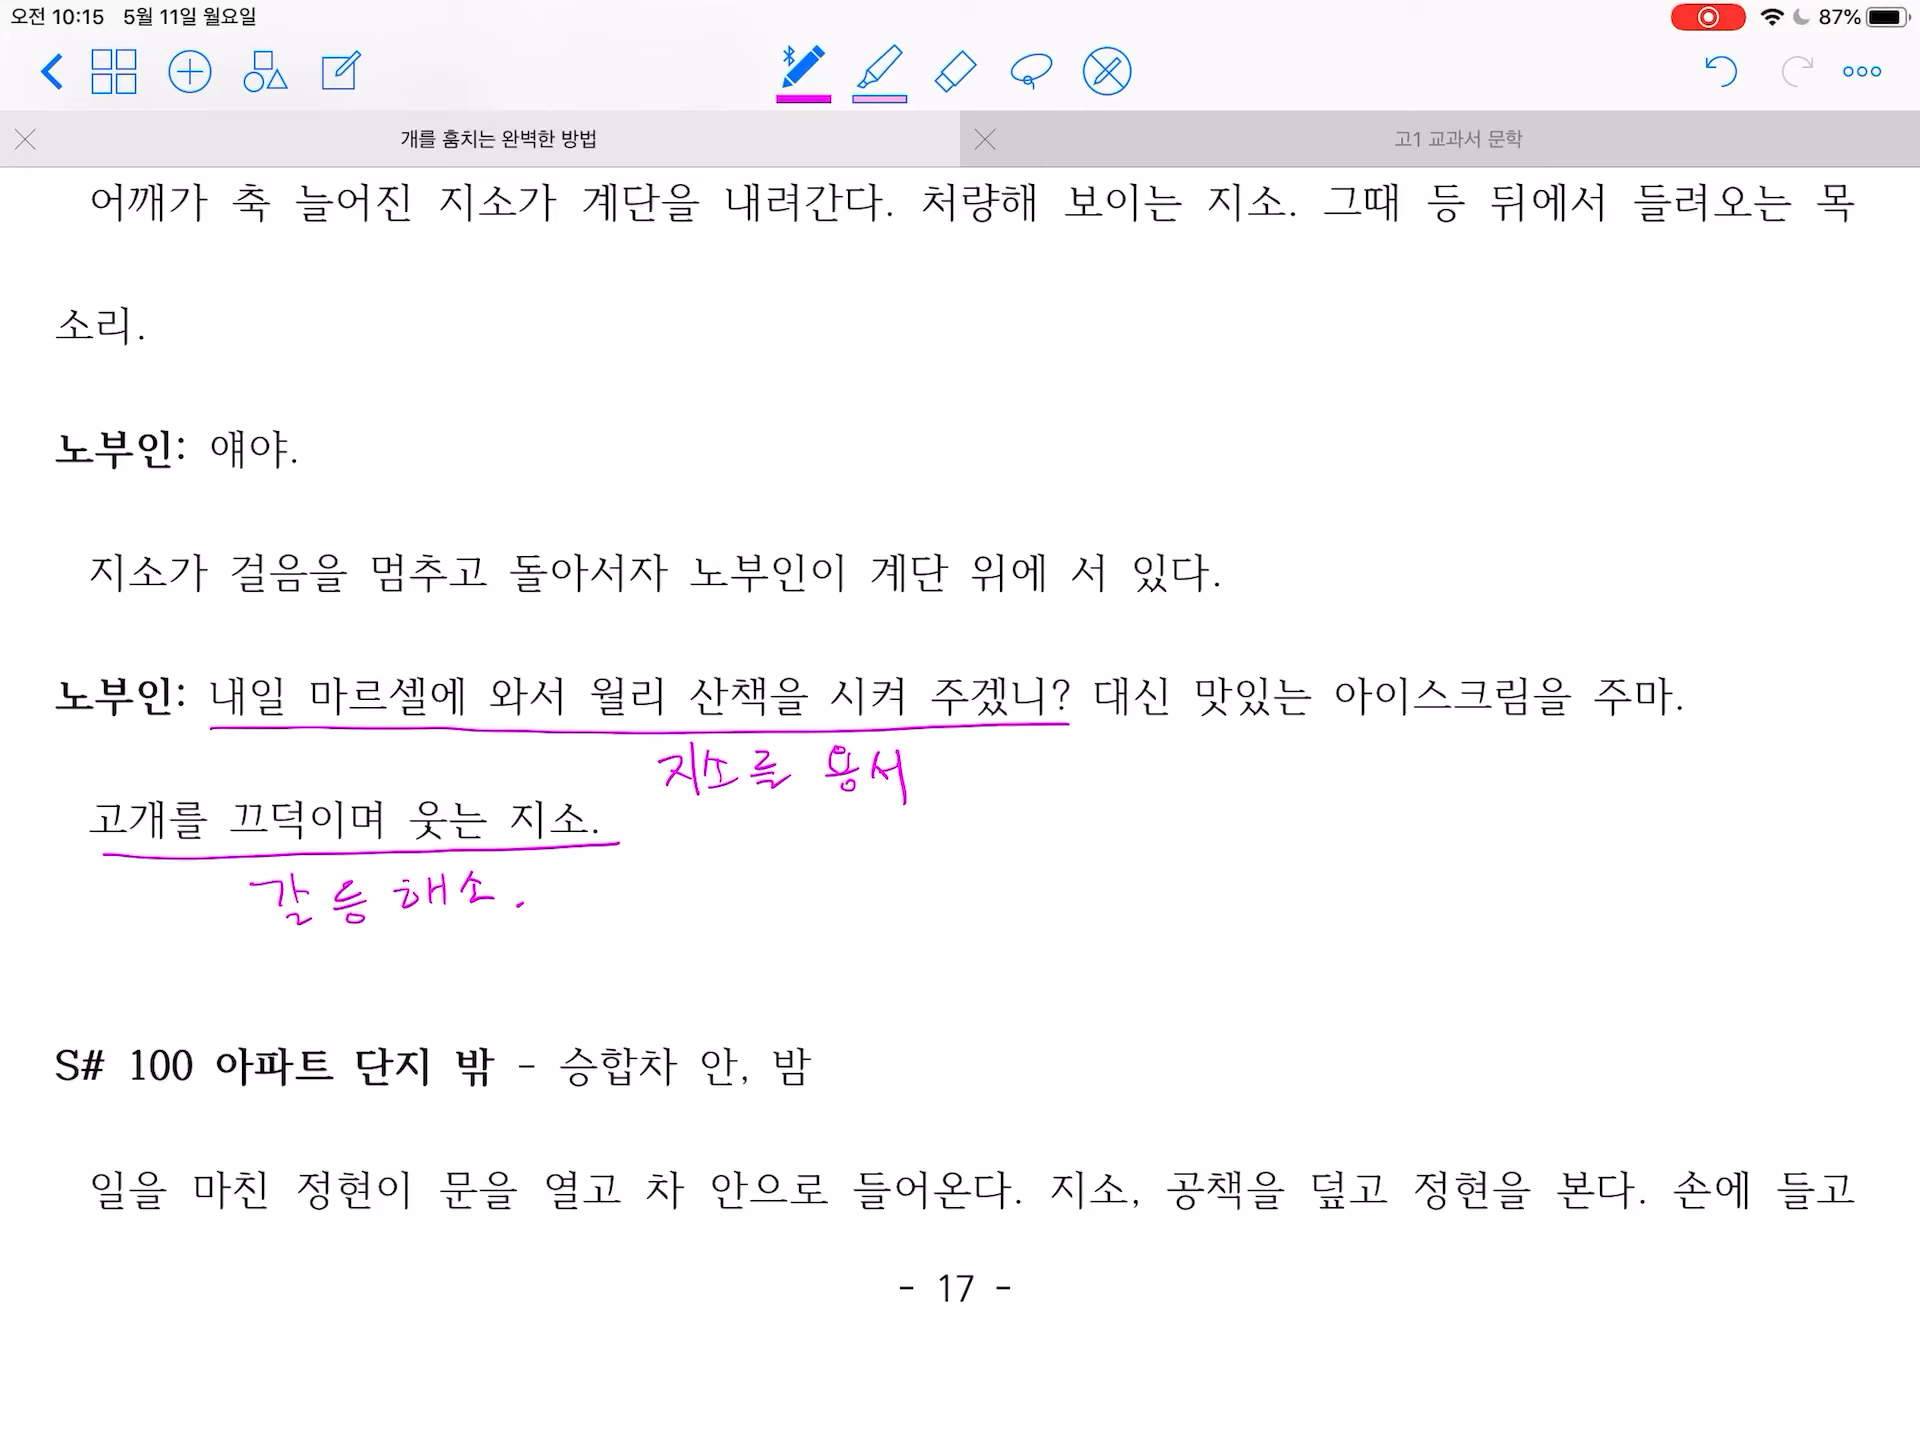 오전 10:15 5월 11일 월요일 87%
개를 훔치는 완벽한 방법 고1 교과서 문학
어깨가 축 늘어진 지소가 계단을 내려간다. 처량해 보이는 지소. 그때 등 뒤에서 들려오는 목
소리.
노부인: 얘야.
지소가 걸음을 멈추고 돌아서자 노부인이 계단 위에 서 있다.
노부인: 내일 마르셀에 와서 월리 산책을 시켜 주겠니? 대신 맛있는 아이스크림을 주마.
지소를 용서
고개를 끄덕이며 웃는 지소.
갈등 해소.
S# 100 아파트 단지 밖 - 승합차 안, 밤
일을 마친 정현이 문을 열고 차 안으로 들어온다. 지소, 공책을 덮고 정현을 본다. 손에 들고
- 17 -